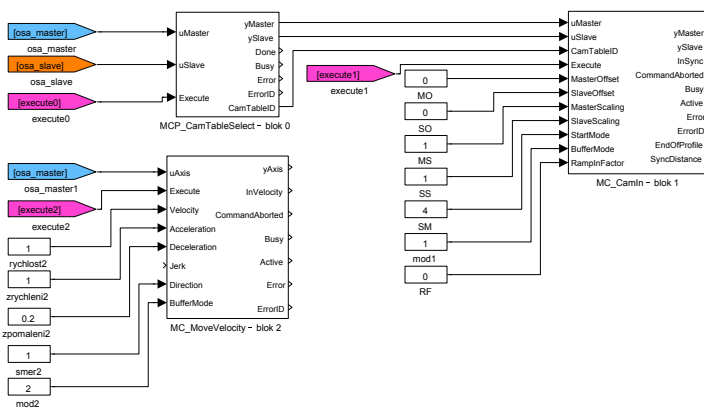 [osa_master]
osa_master
[osa_slave]
osa_slave
[execute0]
execute0
uMaster
uSlave
Execute
yMaster
ySlave
Done
Busy
Error
ErrorID
CamTableID
MCP_CamTableSelect – blok 0
[execute1]
execute1
0
MO
0
SO
1
MS
1
SS
4
SM
1
mod1
0
RF
uMaster
uSlave
CamTableID
Execute
MasterOffset
SlaveOffset
MasterScaling
SlaveScaling
StartMode
BufferMode
RampInFactor
yMaster
ySlave
InSync
CommandAborted
Busy
Active
Error
ErrorID
EndOfProfile
SyncDistance
MC_CamIn – blok 1
[osa_master]
osa_master1
[execute2]
execute2
1
rychlost2
1
zrychleni2
0.2
zpomaleni2
1
smer2
2
mod2
uAxis
Execute
Velocity
Acceleration
Deceleration
Jerk
Direction
BufferMode
yAxis
InVelocity
CommandAborted
Busy
Active
Error
ErrorID
MC_MoveVelocity – blok 2